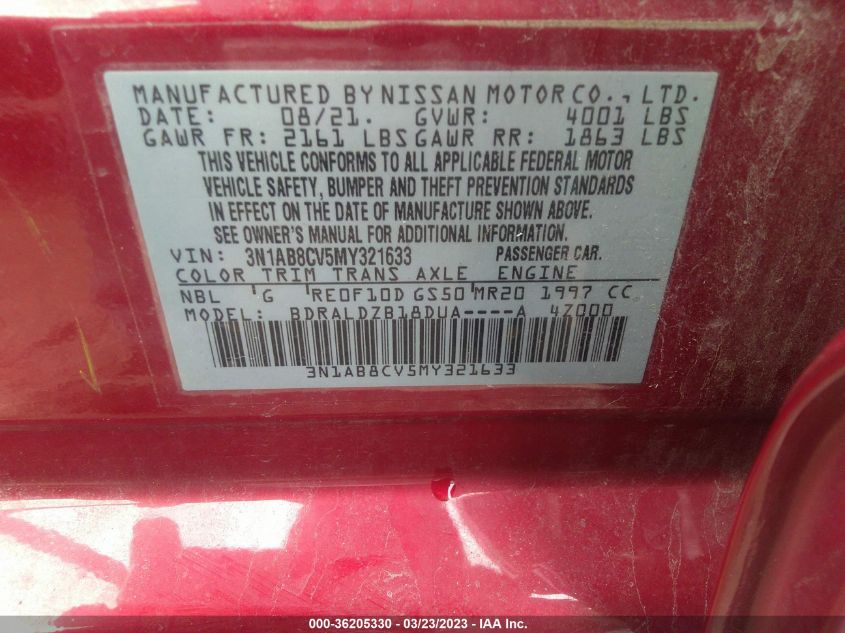 MANUFACTURED BY NISSAN MOTOR CO., LTD.
DATE: 08/21. GVWR: 4001 LBS
GAWR FR: 2161 LBS GAWR RR: 1863 LBS
THIS VEHICLE CONFORMS TO ALL APPLICABLE FEDERAL MOTOR
VEHICLE SAFETY, BUMPER AND THEFT PREVENTION STANDARDS
IN EFFECT ON THE DATE OF MANUFACTURE SHOWN ABOVE.
SEE OWNER'S MANUAL FOR ADDITIONAL INFORMATION.
VIN: 3N1AB8CV5MY321633 PASSENGER CAR.
COLOR TRIM TRANS AXLE ENGINE
NBL G RE0F10D GS50 MR20 1997 CC
MODEL: BDRALDZB18DUA----A 4Z000
3N1AB8CV5MY321633
000-36205330 - 03/23/2023 - IAA Inc.